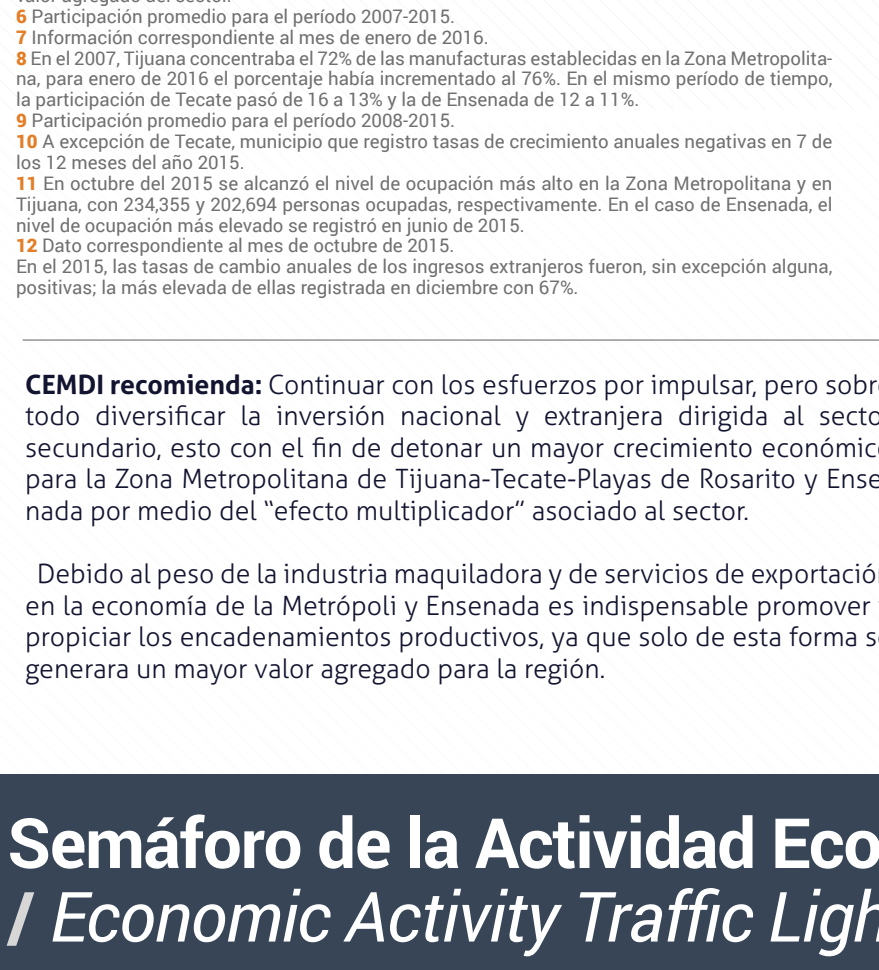 valor agregado del sector.
6 Participación promedio para el período 2007-2015.
7 Información correspondiente al mes de enero de 2016.
8 En el 2007, Tijuana concentraba el 72% de las manufacturas establecidas en la Zona Metropolita-
na, para enero de 2016 el porcentaje había incrementado al 76%. En el mismo período de tiempo,
la participación de Tecate pasó de 16 a 13% y la de Ensenada de 12 a 11%.
9 Participación promedio para el período 2008-2015.
10 A excepción de Tecate, municipio que registro tasas de crecimiento anuales negativas en 7 de
los 12 meses del año 2015.
11 En octubre del 2015 se alcanzó el nivel de ocupación más alto en la Zona Metropolitana y en
Tijuana, con 234,355 y 202,694 personas ocupadas, respectivamente. En el caso de Ensenada, el
nivel de ocupación más elevado se registró en junio de 2015.
12 Dato correspondiente al mes de octubre de 2015.
En el 2015, las tasas de cambio anuales de los ingresos extranjeros fueron, sin excepción alguna,
positivas; la más elevada de ellas registrada en diciembre con 67%.
CEMDI recomienda: Continuar con los esfuerzos por impulsar, pero sobre
todo diversificar la inversión nacional y extranjera dirigida al secto
secundario, esto con el fin de detonar un mayor crecimiento económico
para la Zona Metropolitana de Tijuana-Tecate-Playas de Rosarito y Ense
nada por medio del “efecto multiplicador” asociado al sector.
Debido al peso de la industria maquiladora y de servicios de exportación
en la economía de la Metrópoli y Ensenada es indispensable promover
propiciar los encadenamientos productivos, ya que solo de esta forma se
generara un mayor valor agregado para la región.
Semáforo de la Actividad Eco
/ Economic Activity Traffic Ligh